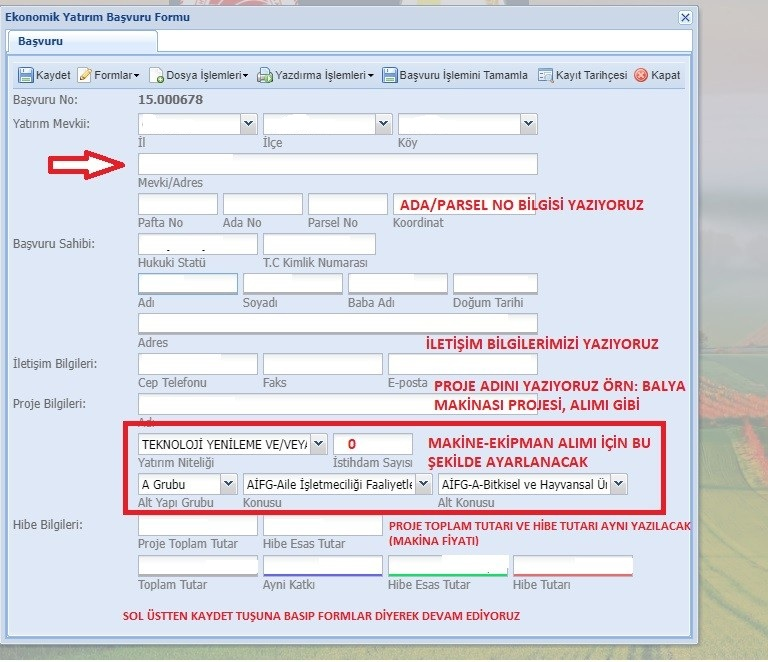 Ekonomik Yatırım Başvuru Formu
Başvuru
Kaydet Formlar Dosya İşlemleri Yazdırma İşlemleri Başvuru İşlemini Tamamla Kayıt Tarihçesi Kapat
Başvuru No: 15.000678
Yatırım Mevkii:
İl İlçe Köy
Mevki/Adres
ADA/PARSEL NO BİLGİSİ YAZIYORUZ
Pafta No Ada No Parsel No Koordinat
Başvuru Sahibi:
Hukuki Statü T.C Kimlik Numarası
Adı Soyadı Baba Adı Doğum Tarihi
Adres
İLETİŞİM BİLGİLERİMİZİ YAZIYORUZ
İletişim Bilgileri:
Cep Telefonu Faks E-posta
PROJE ADINI YAZIYORUZ ÖRN: BALYA
MAKİNASI PROJESİ, ALIMI GİBİ
Proje Bilgileri:
Adı
TEKNOLOJİ YENİLEME VE/VEYA 0
Yatırım Niteliği İstihdam Sayısı
MAKİNE-EKİPMAN ALIMI İÇİN BU
ŞEKİLDE AYARLANACAK
A Grubu AİFG-Aile İşletmeciliği Faaliyetle AİFG-A-Bitkisel ve Hayvansal Ür
Alt Yapı Grubu Konusu Alt Konusu
Hibe Bilgileri:
PROJE TOPLAM TUTARI VE HİBE TUTARI AYNI YAZILACAK
(MAKİNA FİYATI)
Proje Toplam Tutar Hibe Esas Tutar
Toplam Tutar Ayni Katkı Hibe Esas Tutar Hibe Tutarı
SOL ÜSTTEN KAYDET TUŞUNA BASIP FORMLAR DİYEREK DEVAM EDİYORUZ